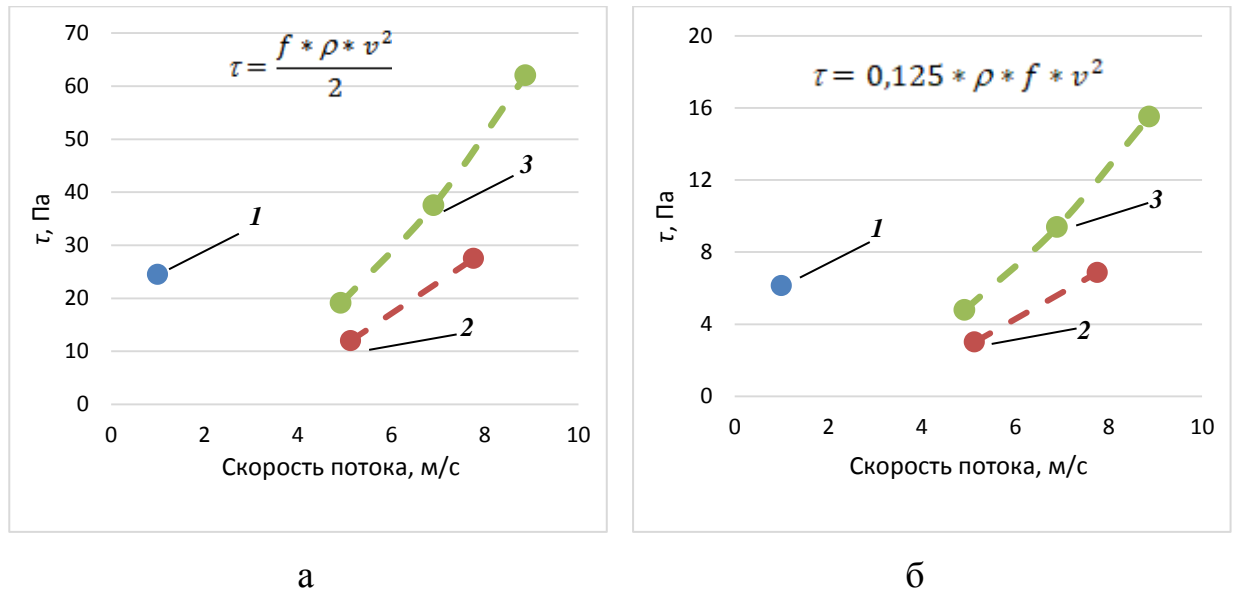 70
60
50
40
30
20
10
0
τ, Па
τ = f * ρ * v² / 2
1
3
2
0 2 4 6 8 10
Скорость потока, м/с
а
20
16
12
8
4
0
τ, Па
τ = 0,125 * ρ * f * v²
1
3
2
0 2 4 6 8 10
Скорость потока, м/с
б